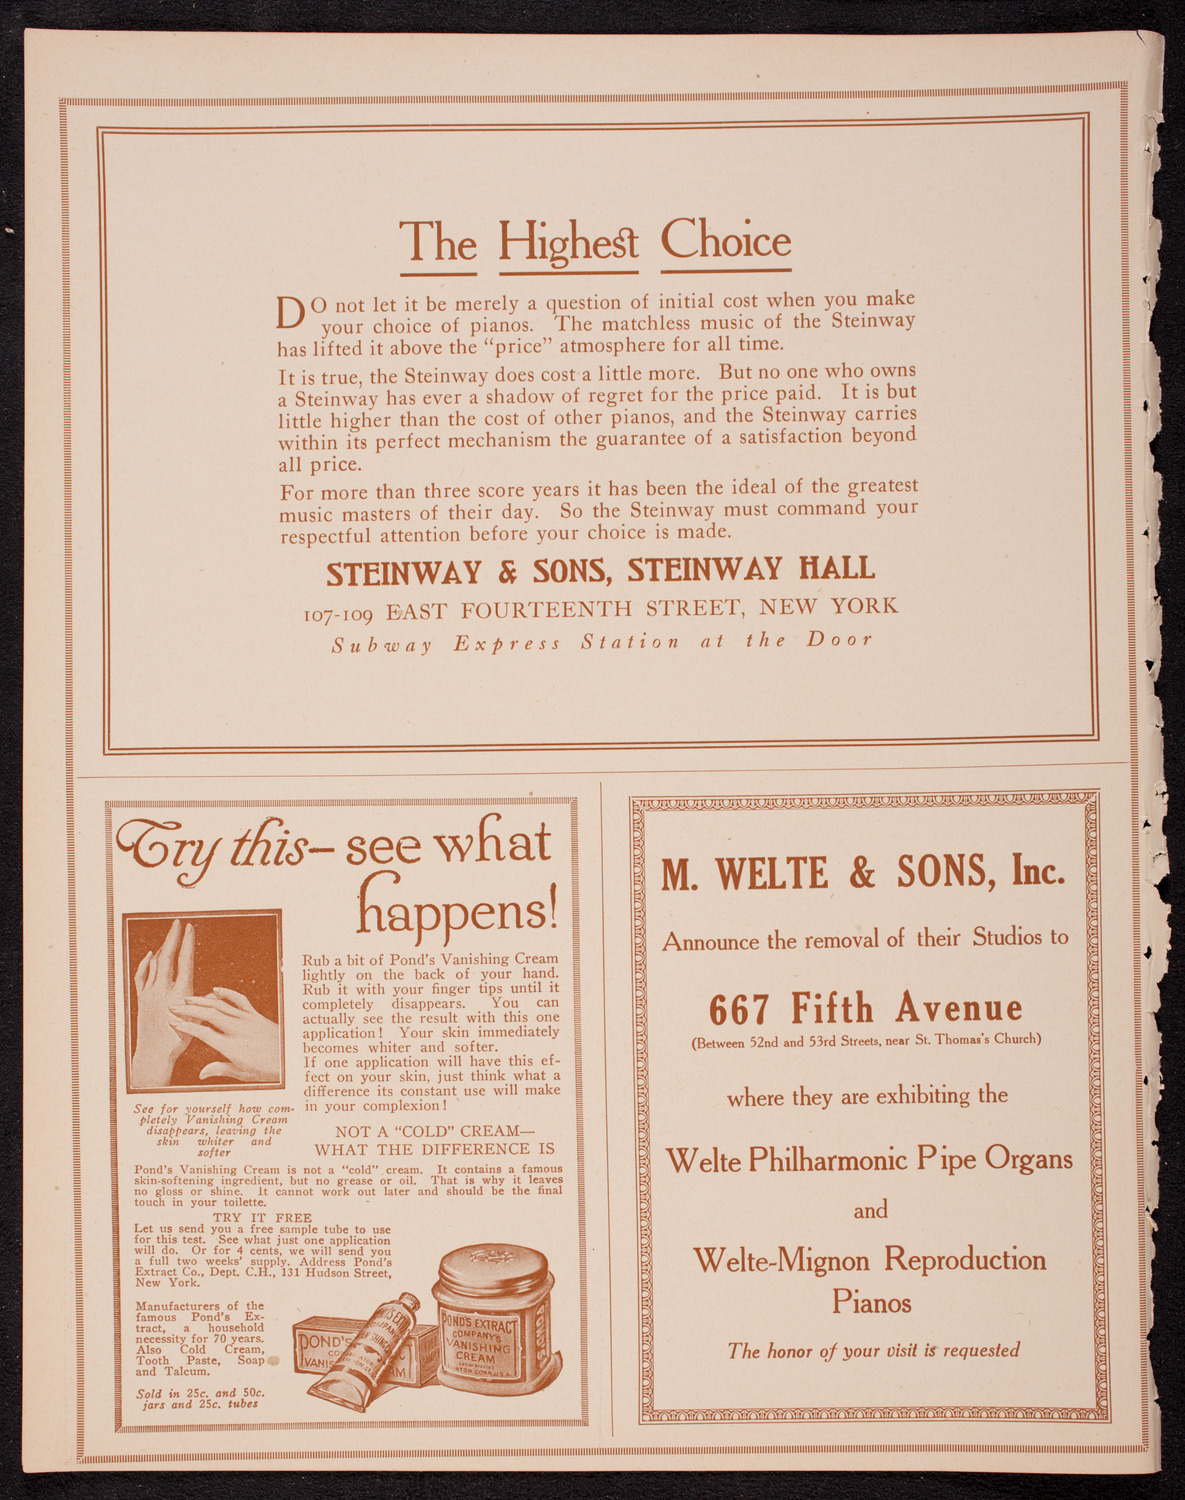 The Highest Choice
DO not let it be merely a question of initial cost when you make
your choice of pianos. The matchless music of the Steinway
has lifted it above the “price” atmosphere for all time.
It is true, the Steinway does cost a little more. But no one who owns
a Steinway has ever a shadow of regret for the price paid. It is but
little higher than the cost of other pianos, and the Steinway carries
within its perfect mechanism the guarantee of a satisfaction beyond
all price.
For more than three score years it has been the ideal of the greatest
music masters of their day. So the Steinway must command your
respectful attention before your choice is made.
STEINWAY & SONS, STEINWAY HALL
107-109 EAST FOURTEENTH STREET, NEW YORK
Subway Express Station at the Door
Try this—see what
happens!
Rub a bit of Pond's Vanishing Cream
lightly on the back of your hand.
Rub it with your finger tips until it
completely disappears. You can
actually see the result with this one
application! Your skin immediately
becomes whiter and softer.
If one application will have this ef-
fect on your skin, just think what a
difference its constant use will make
in your complexion!
See for yourself how com-
pletely Vanishing Cream
disappears, leaving the
skin whiter and
softer
NOT A “COLD” CREAM—
WHAT THE DIFFERENCE IS
Pond's Vanishing Cream is not a “cold” cream. It contains a famous
skin-softening ingredient, but no grease or oil. That is why it leaves
no gloss or shine. It cannot work out later and should be the final
touch in your toilette.
TRY IT FREE
Let us send you a free sample tube to use
for this test. See what just one application
will do. Or for 4 cents, we will send you
a full two weeks' supply. Address Pond's
Extract Co., Dept. C.H., 131 Hudson Street,
New York.
Manufacturers of the
famous Pond's Ex-
tract, a household
necessity for 70 years.
Also Cold Cream,
Tooth Paste, Soap
and Talcum.
Sold in 25c. and 50c.
jars and 25c. tubes
POND'S
VANIS
POND'S EXTRACT
COMPANY'S
VANISHING
CREAM
M. WELTE & SONS, Inc.
Announce the removal of their Studios to
667 Fifth Avenue
(Between 52nd and 53rd Streets, near St. Thomas's Church)
where they are exhibiting the
Welte Philharmonic Pipe Organs
and
Welte-Mignon Reproduction
Pianos
The honor of your visit is requested